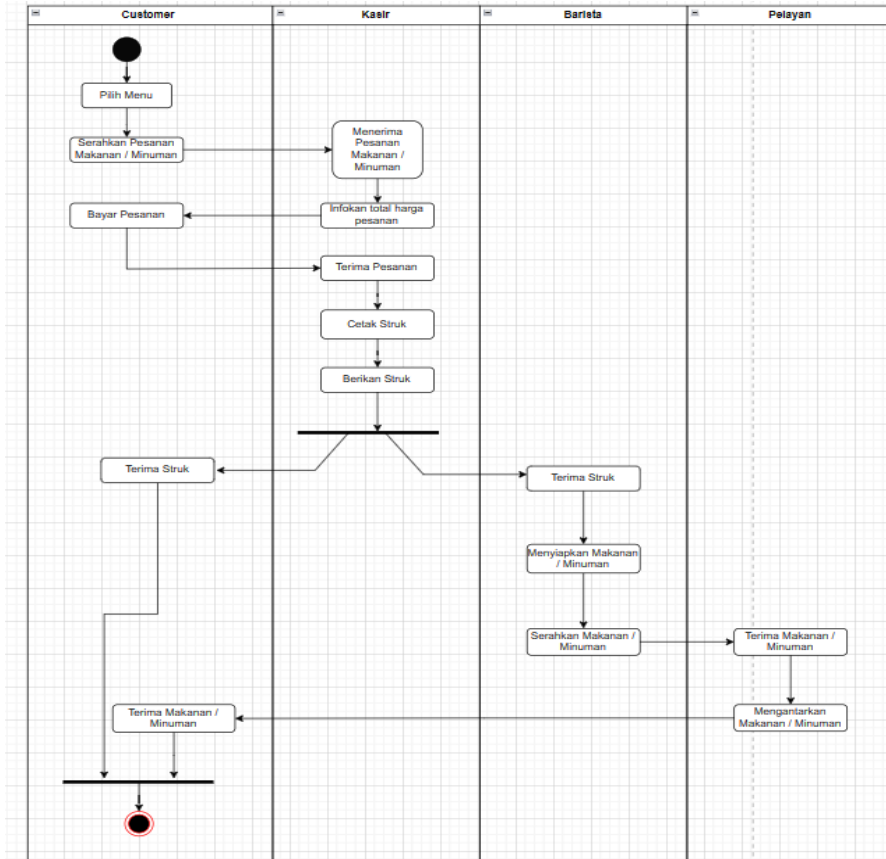 Customer
Kasir
Barista
Pelayan
Pilih Menu
Serahkan Pesanan
Makanan / Minuman
Menerima
Pesanan
Makanan /
Minuman
Bayar Pesanan
Infokan total harga
pesanan
Terima Pesanan
Cetak Struk
Berikan Struk
Terima Struk
Terima Struk
Menyiapkan Makanan
/ Minuman
Serahkan Makanan /
Minuman
Terima Makanan /
Minuman
Terima Makanan /
Minuman
Mengantarkan
Makanan / Minuman